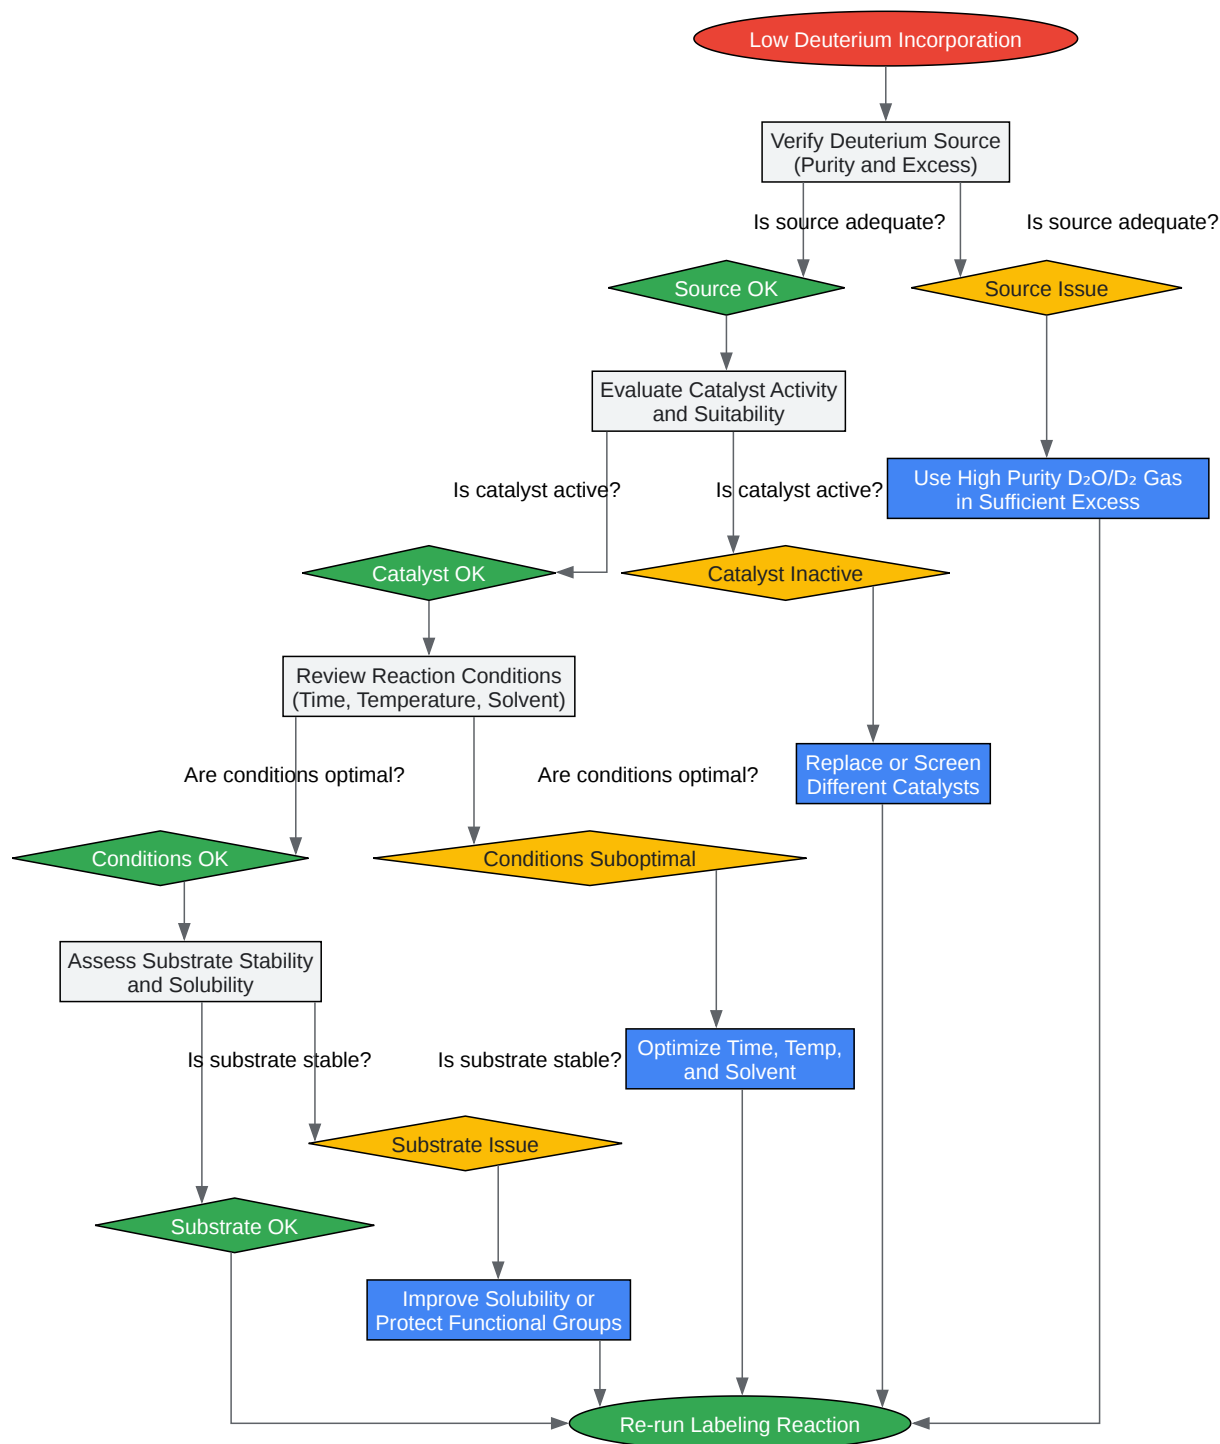 Low Deuterium Incorporation
Verify Deuterium Source
(Purity and Excess)
Is source adequate?
Is source adequate?
Source OK
Source Issue
Evaluate Catalyst Activity
and Suitability
Is catalyst active?
Is catalyst active?
Use High Purity D₂O/D₂ Gas
in Sufficient Excess
Catalyst OK
Catalyst Inactive
Review Reaction Conditions
(Time, Temperature, Solvent)
Are conditions optimal?
Are conditions optimal?
Replace or Screen
Different Catalysts
Conditions OK
Conditions Suboptimal
Assess Substrate Stability
and Solubility
Is substrate stable?
Is substrate stable?
Optimize Time, Temp,
and Solvent
Substrate Issue
Substrate OK
Improve Solubility or
Protect Functional Groups
Re-run Labeling Reaction